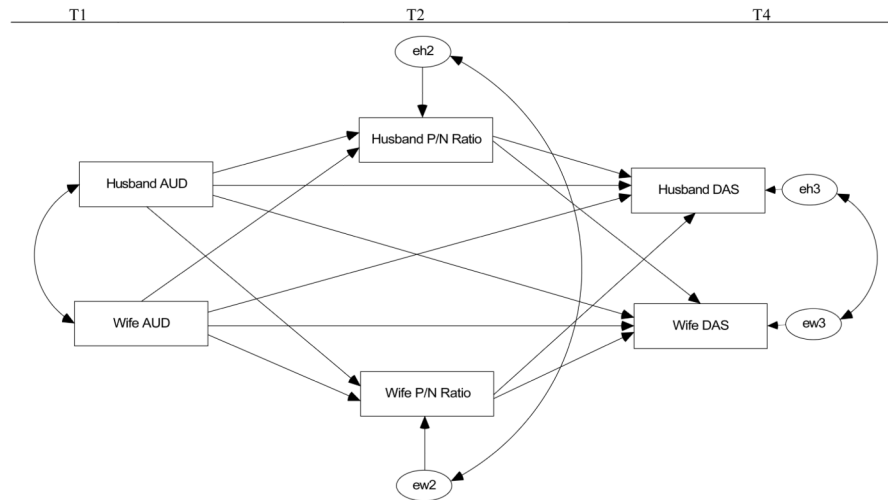 T1 T2 T4
eh2
Husband P/N Ratio
Husband AUD
Husband DAS
eh3
Wife AUD
Wife DAS
ew3
Wife P/N Ratio
ew2